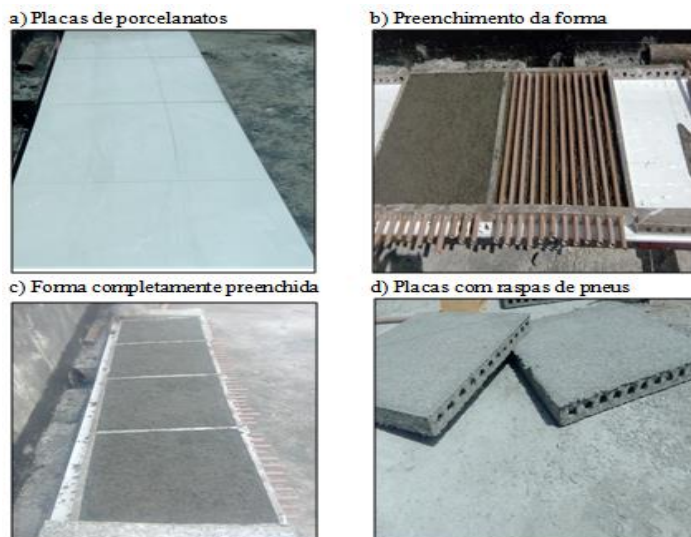 a) Placas de porcelanatos
b) Preenchimento da forma
c) Forma completamente preenchida
d) Placas com raspas de pneus